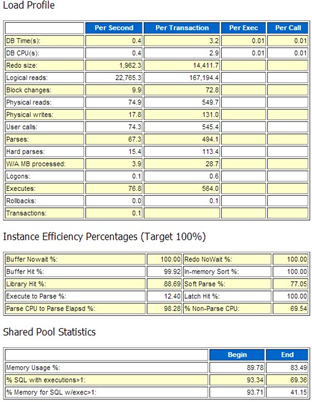 Load Profile
Per Second Per Transaction Per Exec Per Call
DB Time(s): 0.4 3.2 0.01 0.01
DB CPU(s): 0.4 2.9 0.01 0.01
Redo size: 1,962.3 14,411.7
Logical reads: 22,765.3 167,194.4
Block changes: 9.9 72.8
Physical reads: 74.9 549.7
Physical writes: 17.8 131.0
User calls: 74.3 545.4
Parses: 67.3 494.1
Hard parses: 15.4 113.4
W/A MB processed: 3.9 28.7
Logons: 0.1 0.6
Executes: 76.8 564.0
Rollbacks: 0.0 0.1
Transactions: 0.1
Instance Efficiency Percentages (Target 100%)
Buffer Nowait %: 100.00 Redo NoWait %: 100.00
Buffer Hit %: 99.92 In-memory Sort %: 100.00
Library Hit %: 88.69 Soft Parse %: 77.05
Execute to Parse %: 12.40 Latch Hit %: 100.00
Parse CPU to Parse Elapsd %: 98.28 % Non-Parse CPU: 69.54
Shared Pool Statistics
Begin End
Memory Usage %: 89.78 83.49
% SQL with executions>1: 93.34 69.36
% Memory for SQL w/exec>1: 93.71 41.15